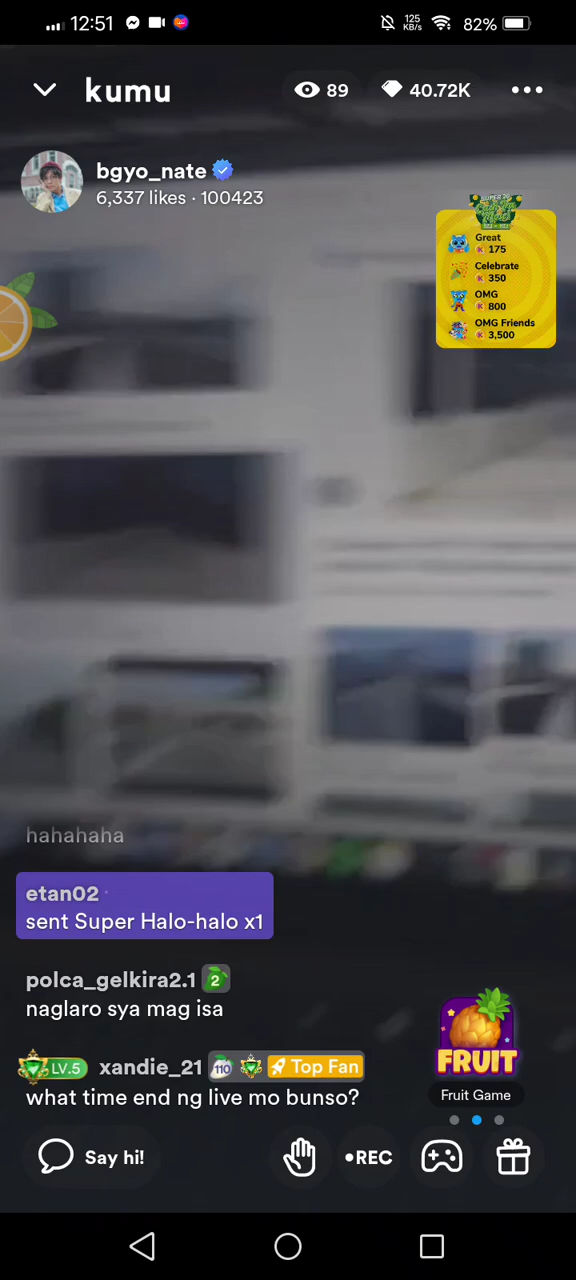 12:51
125
KB/s
82%
kumu
89
40.72K
bgyo_nate
6,337 likes · 100423
Great
175
Celebrate
350
OMG
800
OMG Friends
3,500
hahahaha
etan02
sent Super Halo-halo x1
polca_gelkira2.1 2
naglaro sya mag isa
LV.5 xandie_21 110 Top Fan
what time end ng live mo bunso?
FRUIT
Fruit Game
Say hi!
•REC